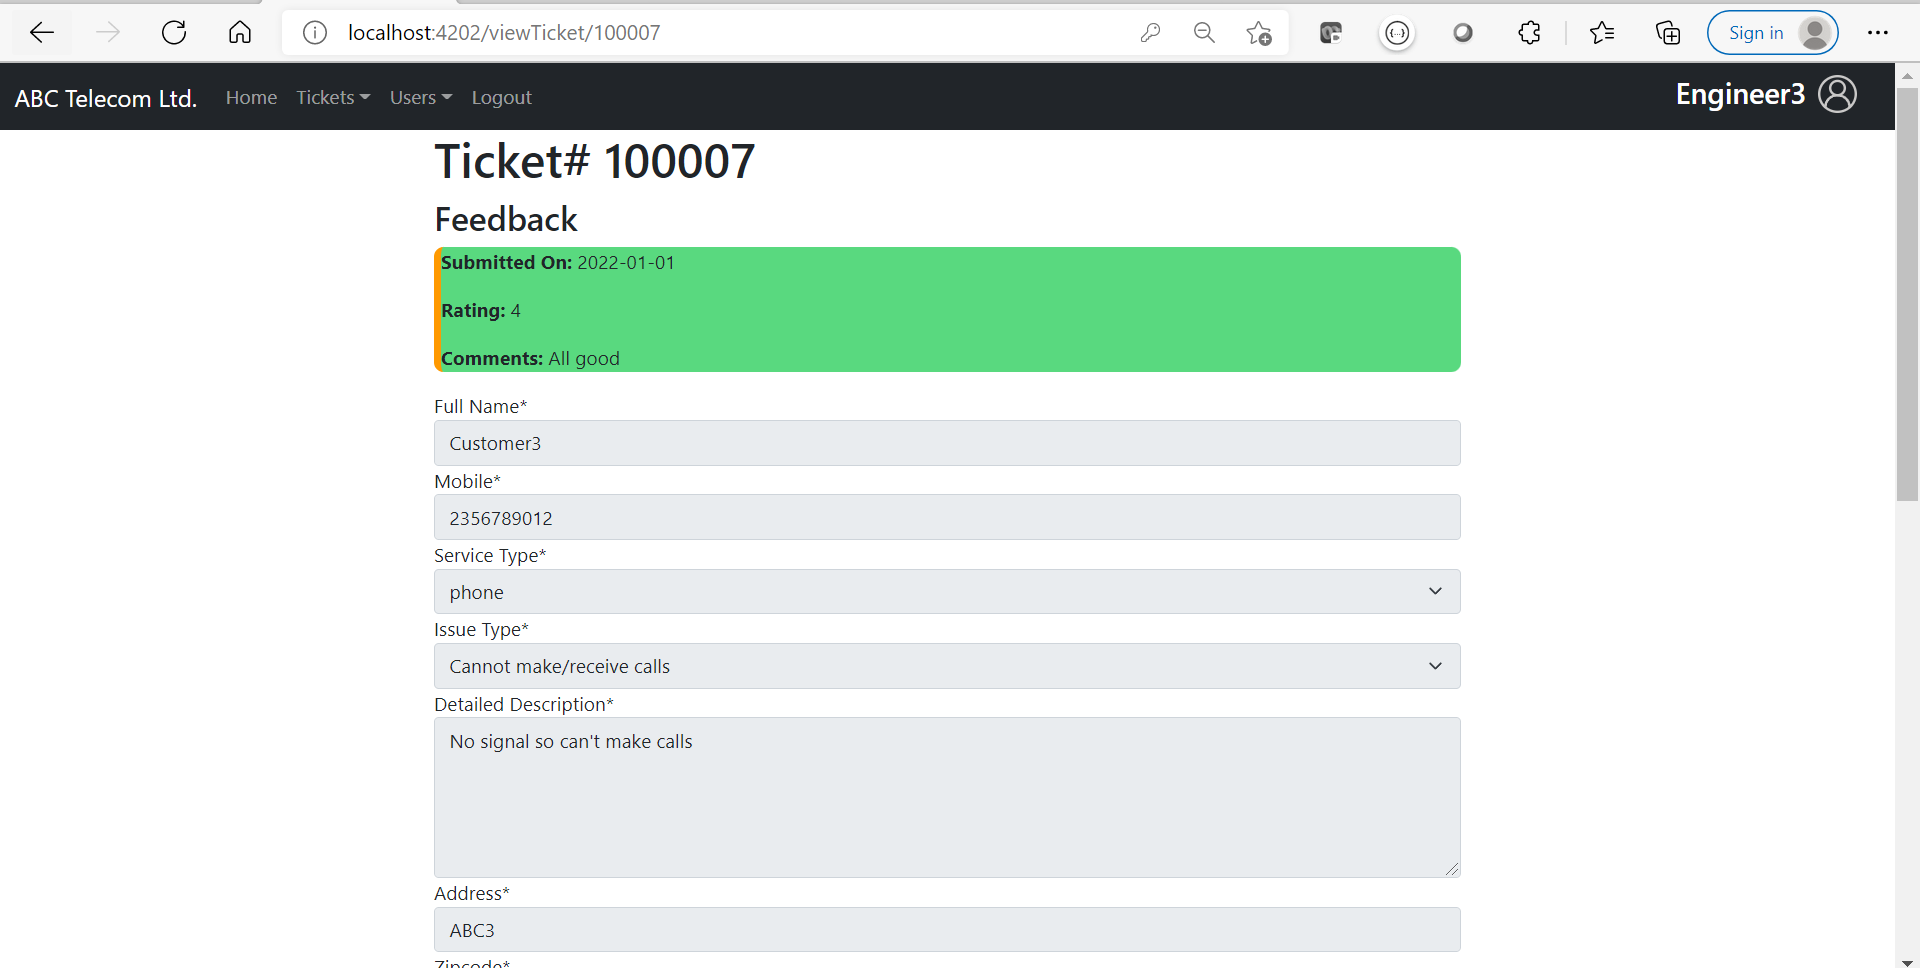 localhost:4202/viewTicket/100007
Sign in
ABC Telecom Ltd. Home Tickets Users Logout Engineer3
Ticket# 100007
Feedback
Submitted On: 2022-01-01
Rating: 4
Comments: All good
Full Name*
Customer3
Mobile*
2356789012
Service Type*
phone
Issue Type*
Cannot make/receive calls
Detailed Description*
No signal so can't make calls
Address*
ABC3
Zipcode*